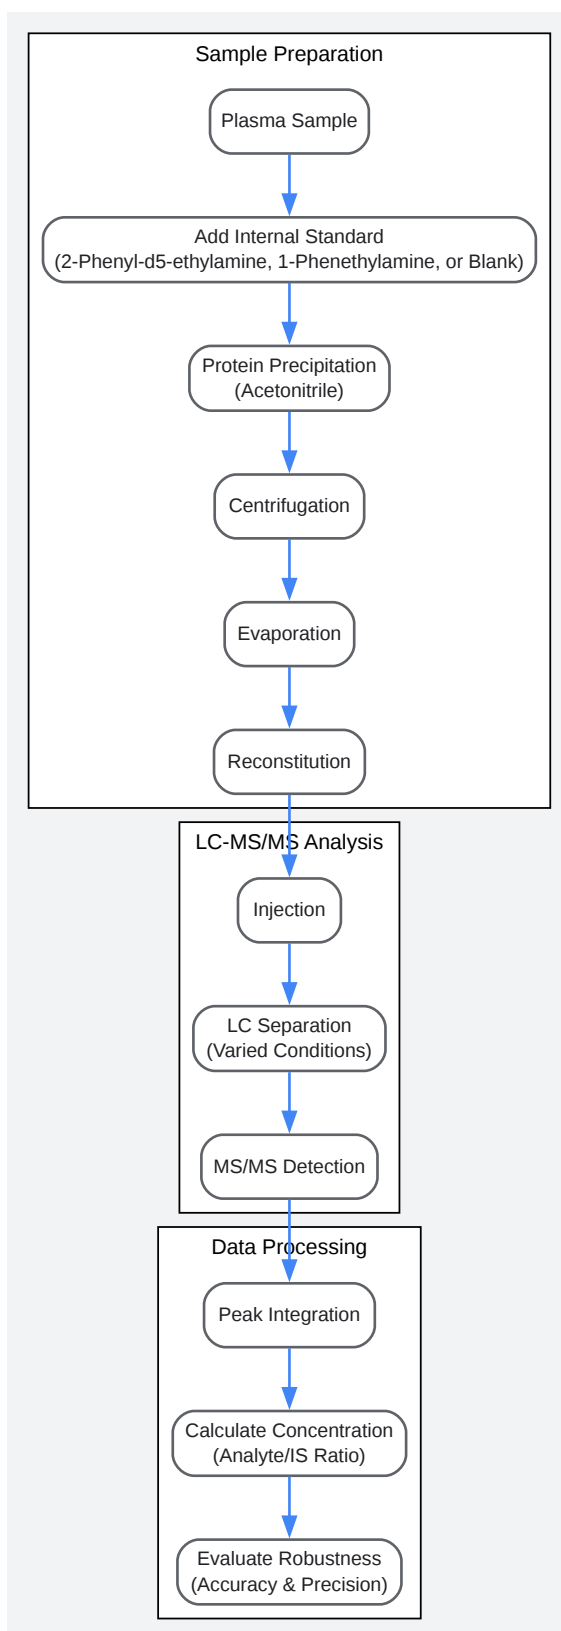 Sample Preparation
Plasma Sample
Add Internal Standard
(2-Phenyl-d5-ethylamine, 1-Phenethylamine, or Blank)
Protein Precipitation
(Acetonitrile)
Centrifugation
Evaporation
Reconstitution
LC-MS/MS Analysis
Injection
LC Separation
(Varied Conditions)
MS/MS Detection
Data Processing
Peak Integration
Calculate Concentration
(Analyte/IS Ratio)
Evaluate Robustness
(Accuracy & Precision)